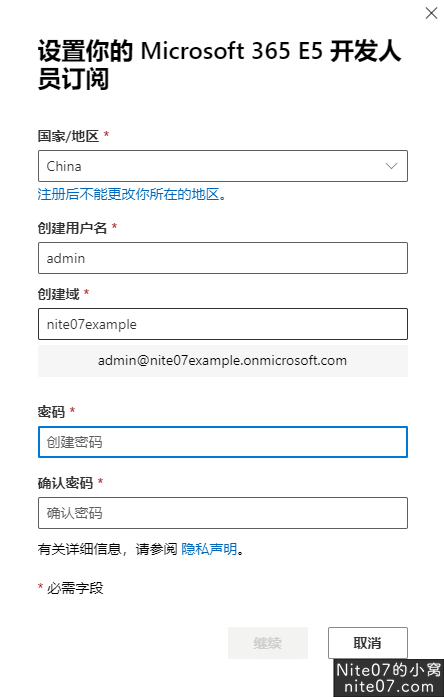 设置你的 Microsoft 365 E5 开发人
员订阅
国家/地区 *
China
注册后不能更改你所在的地区。
创建用户名 *
admin
创建域 *
nite07example
admin@nite07example.onmicrosoft.com
密码 *
创建密码
确认密码 *
确认密码
有关详细信息，请参阅 隐私声明。
* 必需字段
继续 取消
Nite07的小窝
nite07.com